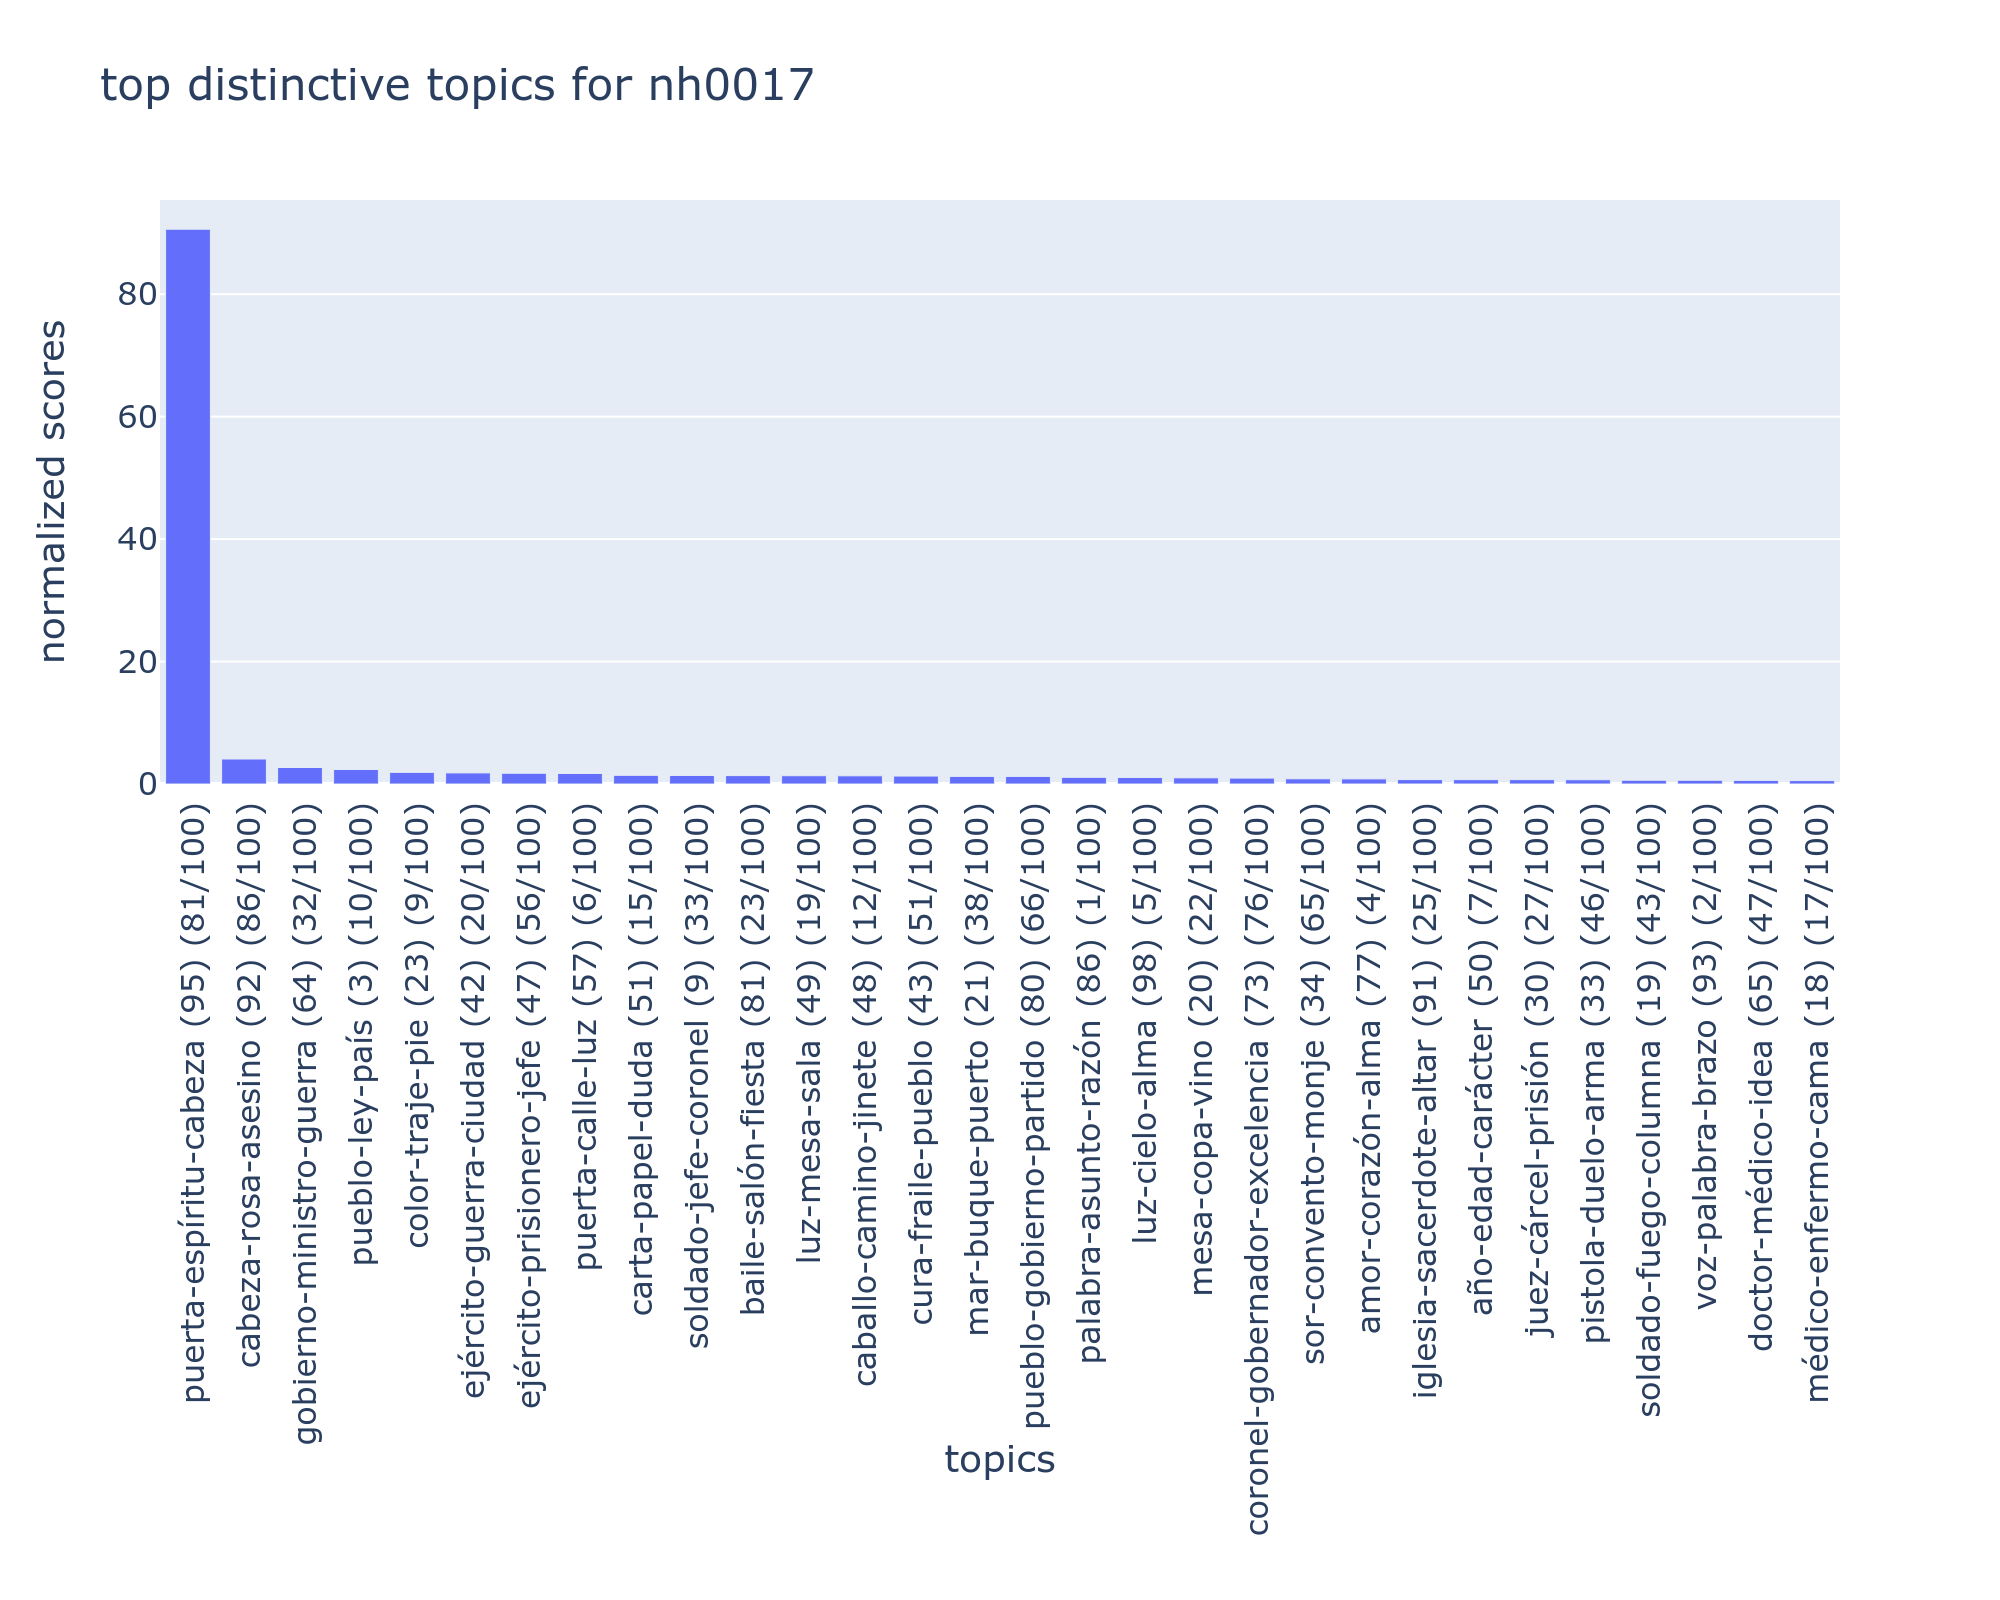 top distinctive topics for nh0017
normalized scores
80
60
40
20
0
puerta-espíritu-cabeza (95) (81/100)
cabeza-rosa-asesino (92) (86/100)
gobierno-ministro-guerra (64) (32/100)
pueblo-ley-país (3) (10/100)
color-traje-pie (23) (9/100)
ejército-guerra-ciudad (42) (20/100)
ejército-prisionero-jefe (47) (56/100)
puerta-calle-luz (57) (6/100)
carta-papel-duda (51) (15/100)
soldado-jefe-coronel (9) (33/100)
baile-salón-fiesta (81) (23/100)
luz-mesa-sala (49) (19/100)
caballo-camino-jinete (48) (12/100)
cura-fraile-pueblo (43) (51/100)
mar-buque-puerto (21) (38/100)
pueblo-gobierno-partido (80) (66/100)
palabra-asunto-razón (86) (1/100)
luz-cielo-alma (98) (5/100)
mesa-copa-vino (20) (22/100)
coronel-gobernador-excelencia (73) (76/100)
sor-convento-monje (34) (65/100)
amor-corazón-alma (77) (4/100)
iglesia-sacerdote-altar (91) (25/100)
año-edad-carácter (50) (7/100)
juez-cárcel-prisión (30) (27/100)
pistola-duelo-arma (33) (46/100)
soldado-fuego-columna (19) (43/100)
voz-palabra-brazo (93) (2/100)
doctor-médico-idea (65) (47/100)
médico-enfermo-cama (18) (17/100)
topics